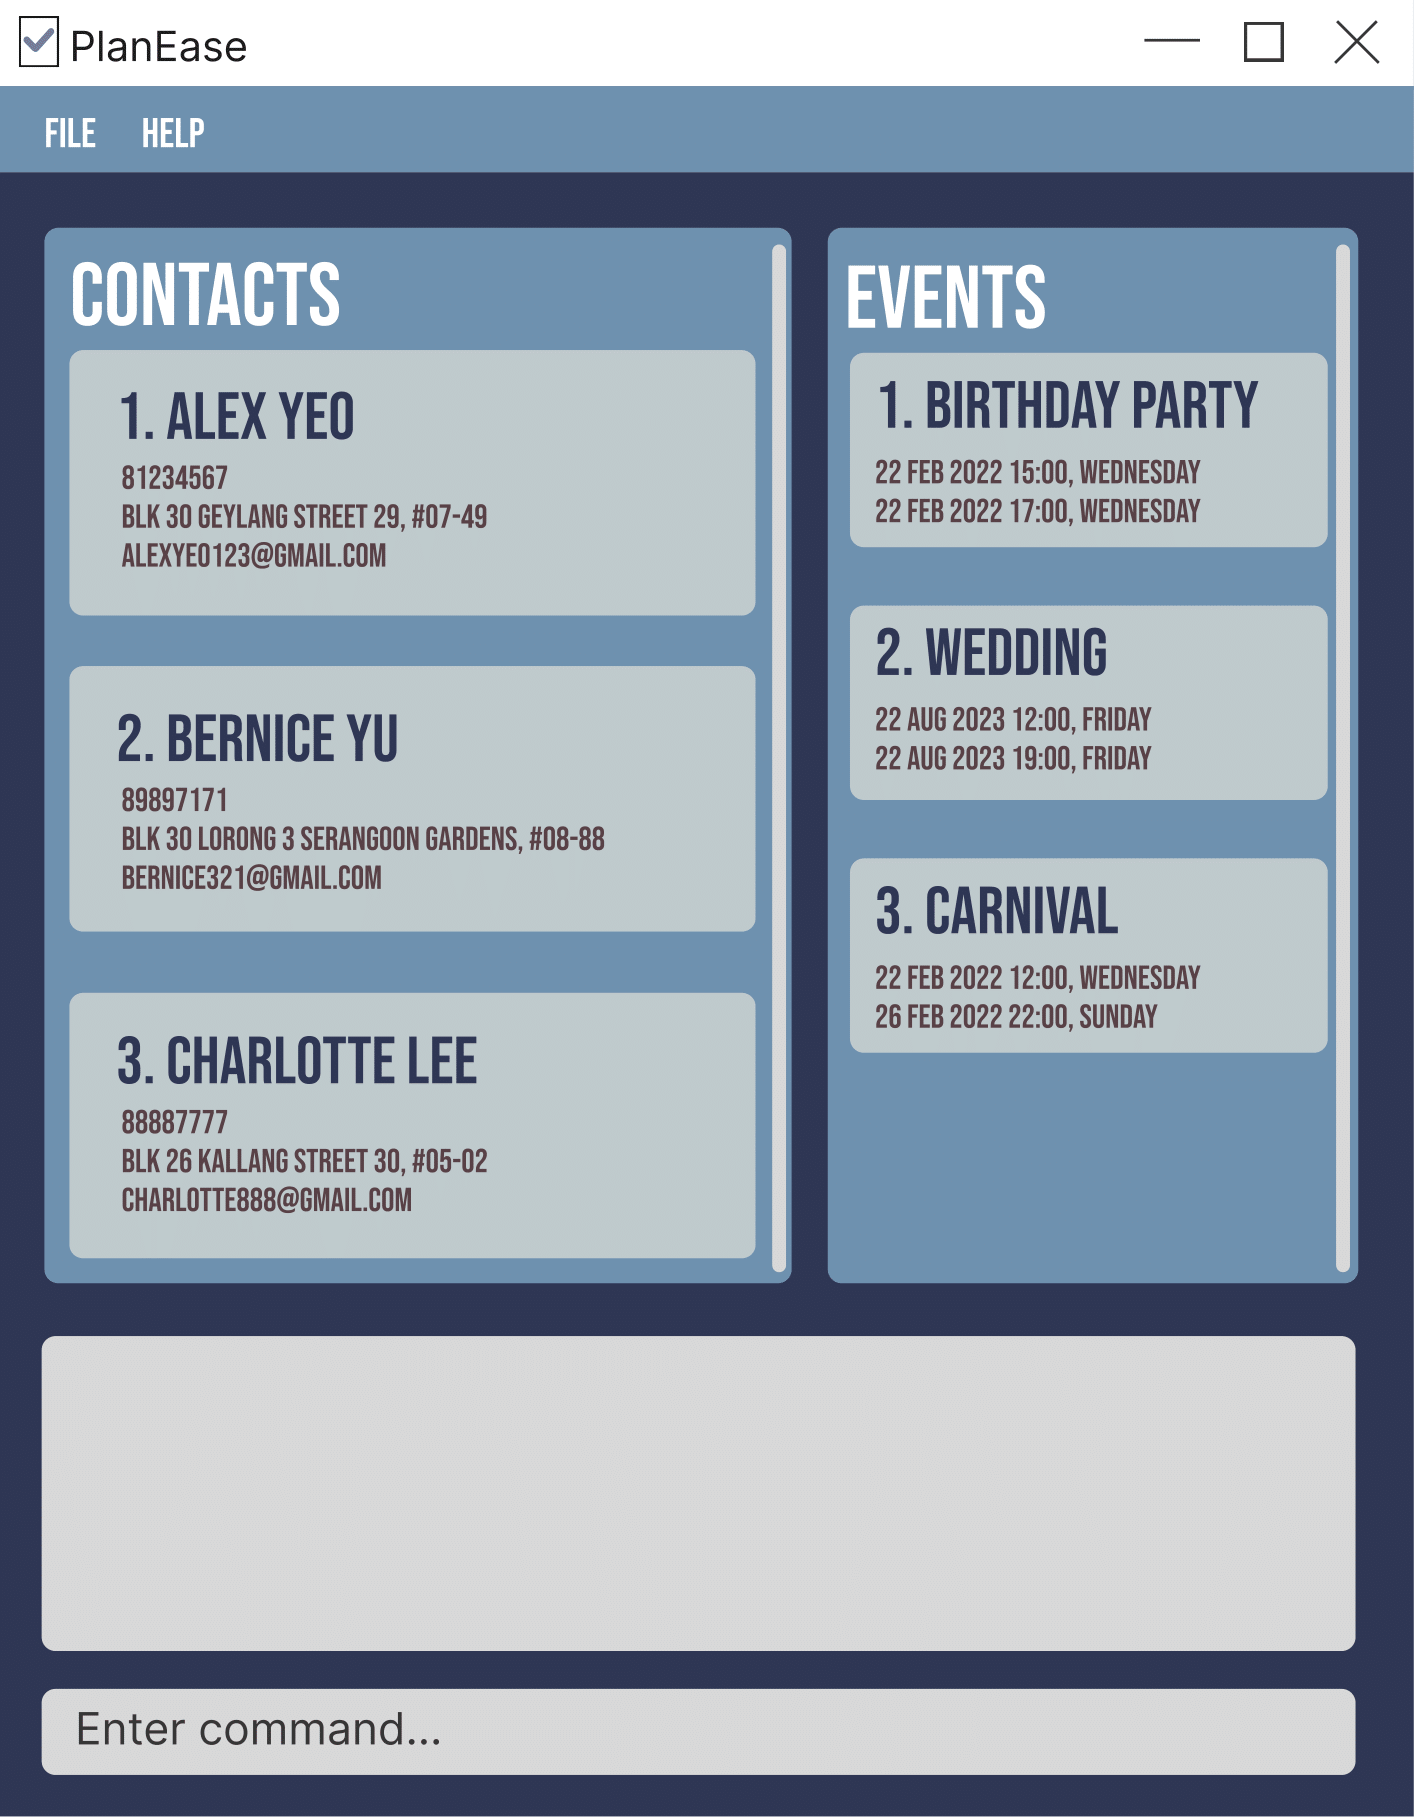 PlanEase
FILE HELP
CONTACTS
1. ALEX YEO
81234567
BLK 30 GEYLANG STREET 29, #07-49
ALEXYEO123@GMAIL.COM
2. BERNICE YU
89897171
BLK 30 LORONG 3 SERANGOON GARDENS, #08-88
BERNICE321@GMAIL.COM
3. CHARLOTTE LEE
88887777
BLK 26 KALLANG STREET 30, #05-02
CHARLOTTE888@GMAIL.COM
EVENTS
1. BIRTHDAY PARTY
22 FEB 2022 15:00, WEDNESDAY
22 FEB 2022 17:00, WEDNESDAY
2. WEDDING
22 AUG 2023 12:00, FRIDAY
22 AUG 2023 19:00, FRIDAY
3. CARNIVAL
22 FEB 2022 12:00, WEDNESDAY
26 FEB 2022 22:00, SUNDAY
Enter command...